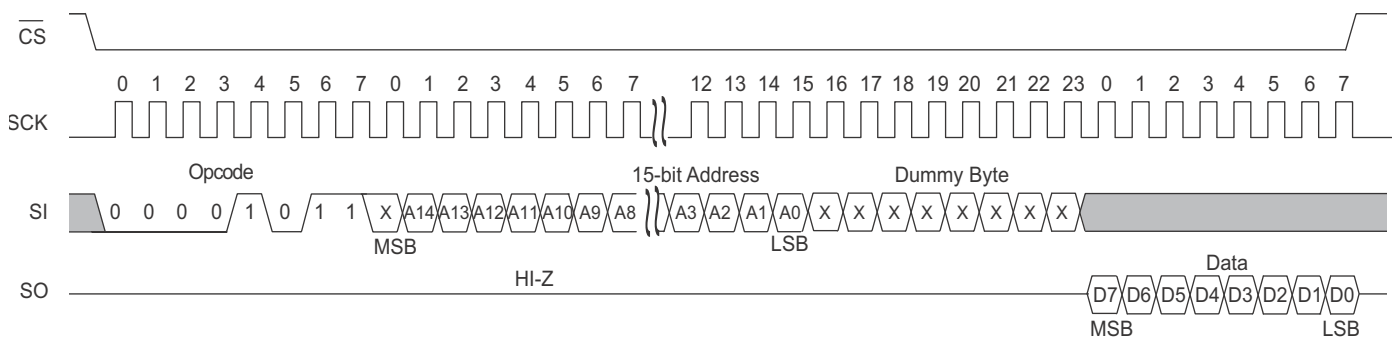 CS
0 1 2 3 4 5 6 7 0 1 2 3 4 5 6 7 12 13 14 15 16 17 18 19 20 21 22 23 0 1 2 3 4 5 6 7
SCK
Opcode 15-bit Address Dummy Byte
SI 0 0 0 0 1 0 1 1 X A14 A13 A12 A11 A10 A9 A8 A3 A2 A1 A0 X X X X X X X X
MSB LSB
HI-Z Data
SO D7 D6 D5 D4 D3 D2 D1 D0
MSB LSB